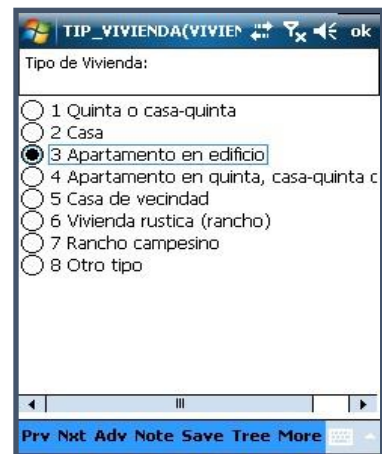 TIP_VIVIENDA(VIVIEN ok
Tipo de Vivienda:
1 Quinta o casa-quinta
2 Casa
3 Apartamento en edificio
4 Apartamento en quinta, casa-quinta c
5 Casa de vecindad
6 Vivienda rustica (rancho)
7 Rancho campesino
8 Otro tipo
Prv Nxt Adv Note Save Tree More